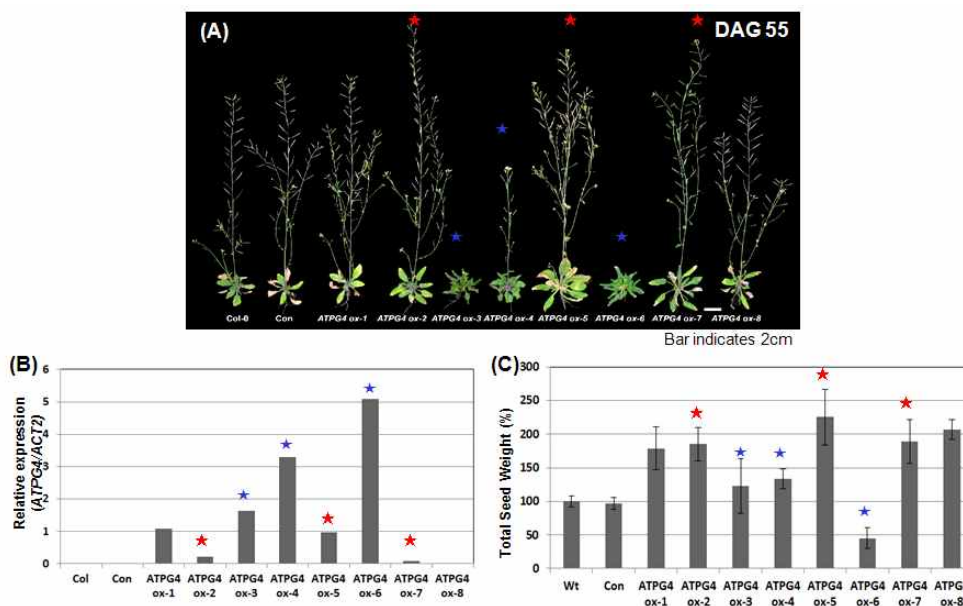 (A)
DAG 55
Col-0 Con ATPG4 ox-1 ATPG4 ox-2 ATPG4 ox-3 ATPG4 ox-4 ATPG4 ox-5 ATPG4 ox-6 ATPG4 ox-7 ATPG4 ox-8
Bar indicates 2cm
(B)
Relative expression
(ATPG4/ACT2)
6
5
4
3
2
1
0
Col Con ATPG4 ATPG4 ATPG4 ATPG4 ATPG4 ATPG4 ATPG4 ATPG4
ox-1 ox-2 ox-3 ox-4 ox-5 ox-6 ox-7 ox-8
(C)
Total Seed Weight (%)
300
250
200
150
100
50
0
Wt Con ATPG4 ATPG4 ATPG4 ATPG4 ATPG4 ATPG4 ATPG4 ATPG4
ox-1 ox-2 ox-3 ox-4 ox-5 ox-6 ox-7 ox-8